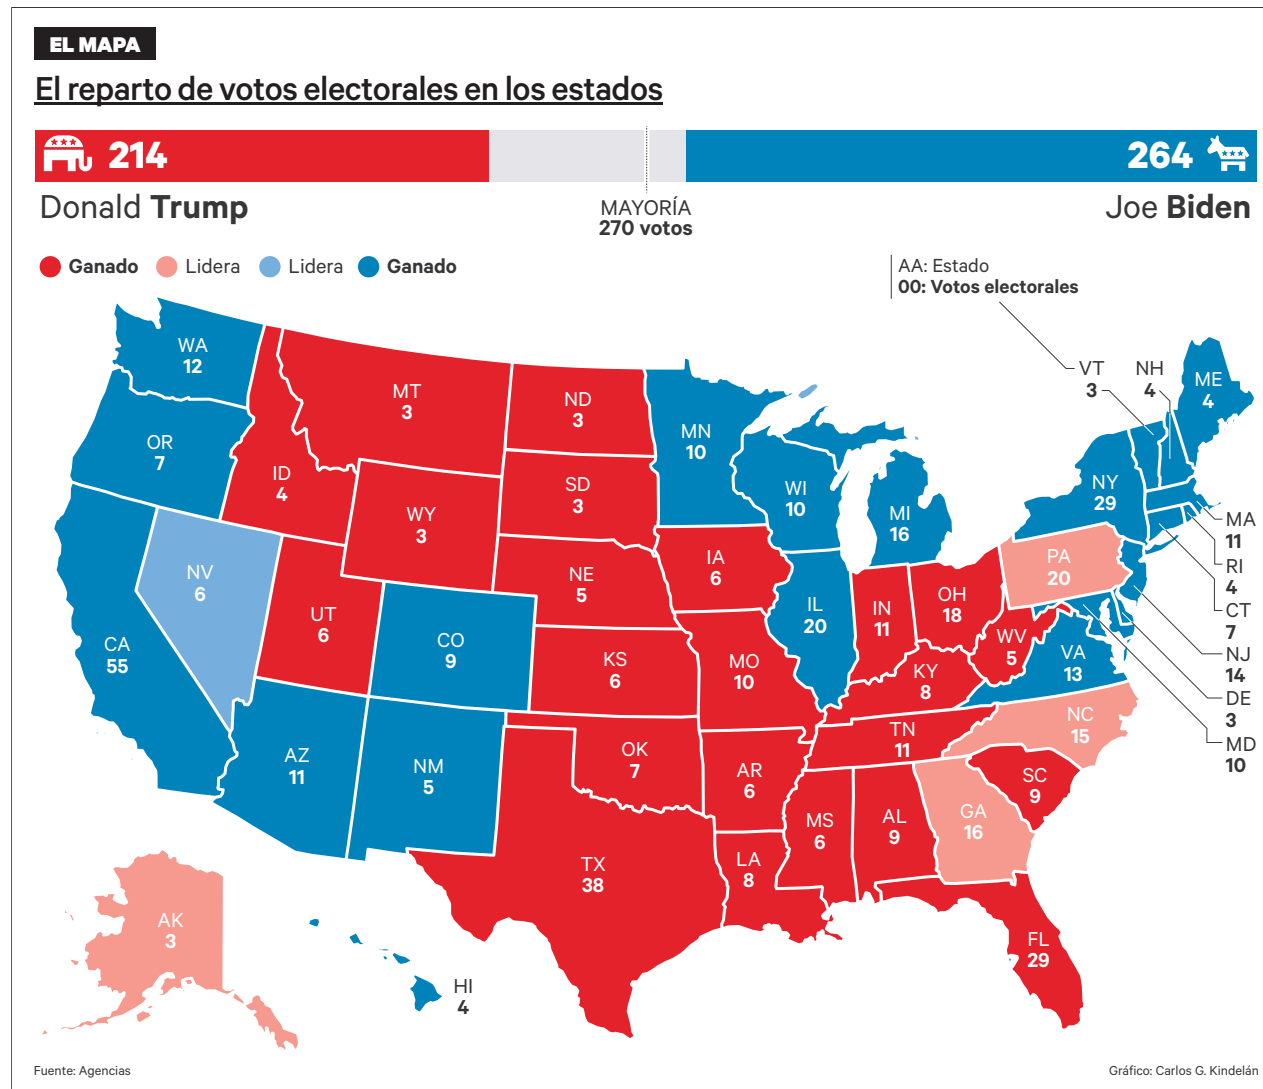 EL MAPA
El reparto de votos electorales en los estados
214
264
Donald Trump
MAYORÍA
270 votos
Joe Biden
Ganado
Lidera
Lidera
Ganado
AA: Estado
00: Votos electorales
WA
12
OR
7
CA
55
NV
6
ID
4
MT
3
WY
3
UT
6
CO
9
AZ
11
NM
5
ND
3
SD
3
NE
5
KS
6
OK
7
TX
38
MN
10
IA
6
MO
10
AR
6
LA
8
WI
10
IL
20
MI
16
IN
11
OH
18
KY
8
TN
11
MS
6
AL
9
GA
16
FL
29
SC
9
NC
15
VA
13
WV
5
PA
20
NY
29
VT
3
NH
4
ME
4
MA
11
RI
4
CT
7
NJ
14
DE
3
MD
10
AK
3
HI
4
Fuente: Agencias
Gráfico: Carlos G. Kindelán